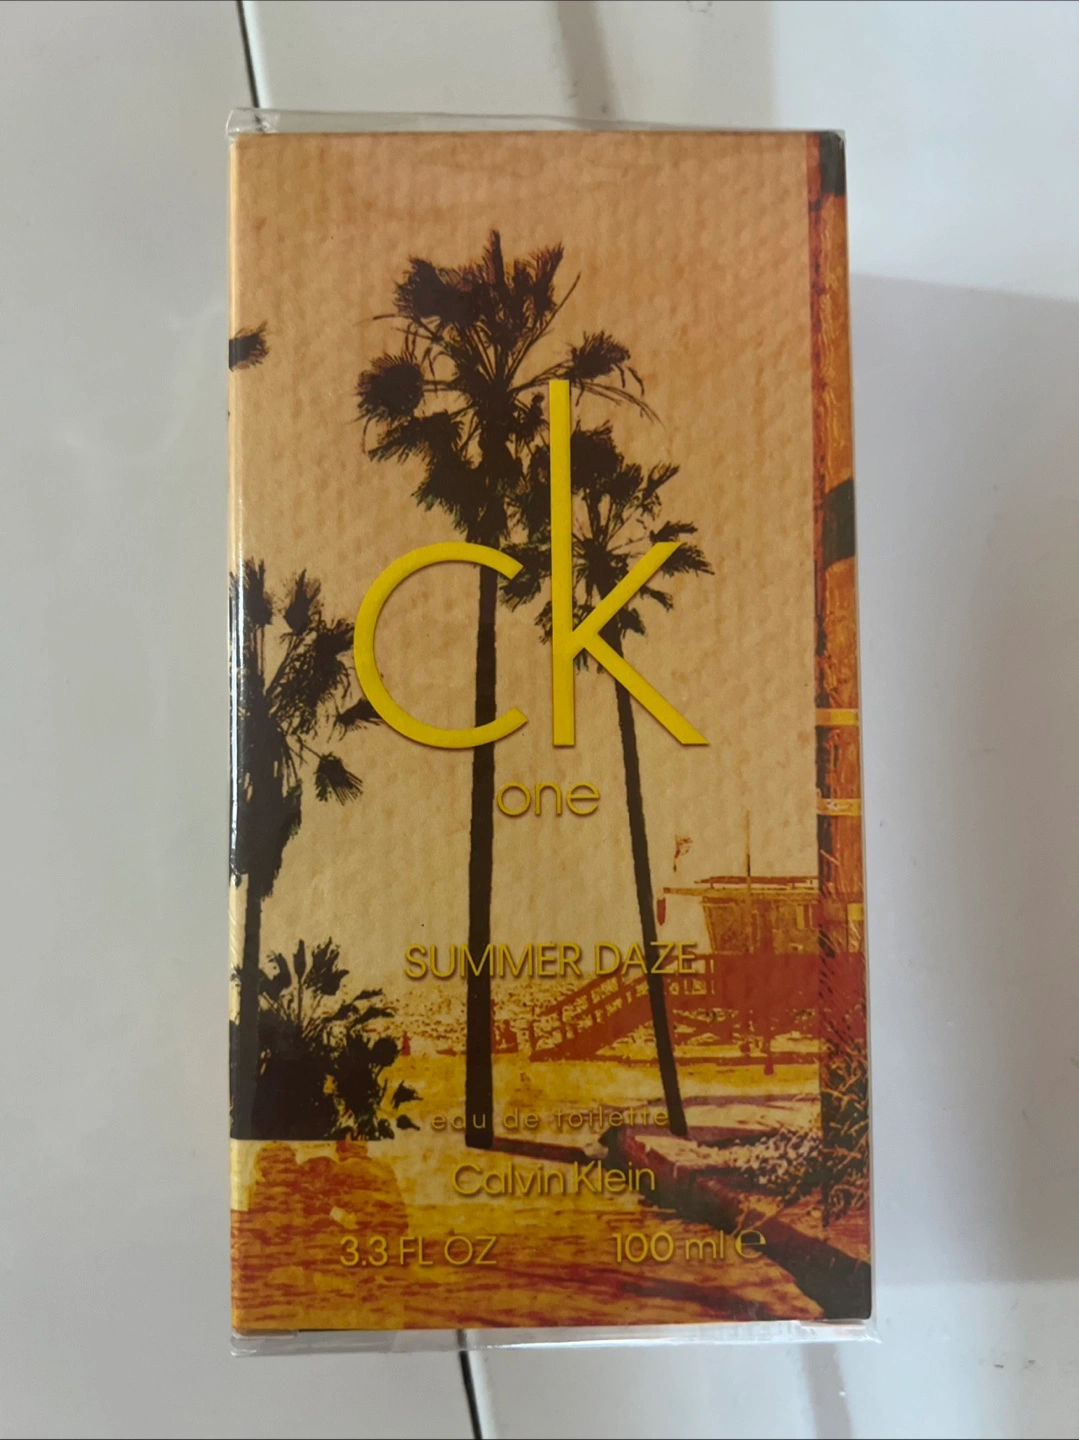 ck
one
SUMMER DAZE
eau de toilette
Calvin Klein
3.3 FL OZ 100 ml ℮